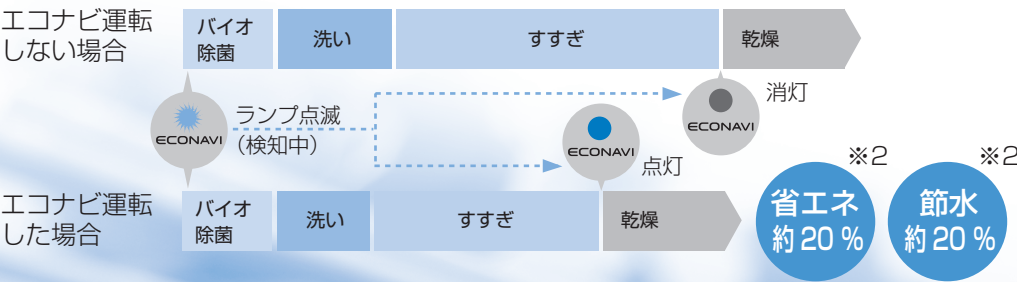 エコナビ運転
しない場合
バイオ
除菌
洗い
すすぎ
乾燥
ECONAVI
ランプ点滅
(検知中)
ECONAVI
点灯
ECONAVI
消灯
エコナビ運転
した場合
バイオ
除菌
洗い
すすぎ
乾燥
※2
省エネ
約20%
※2
節水
約20%